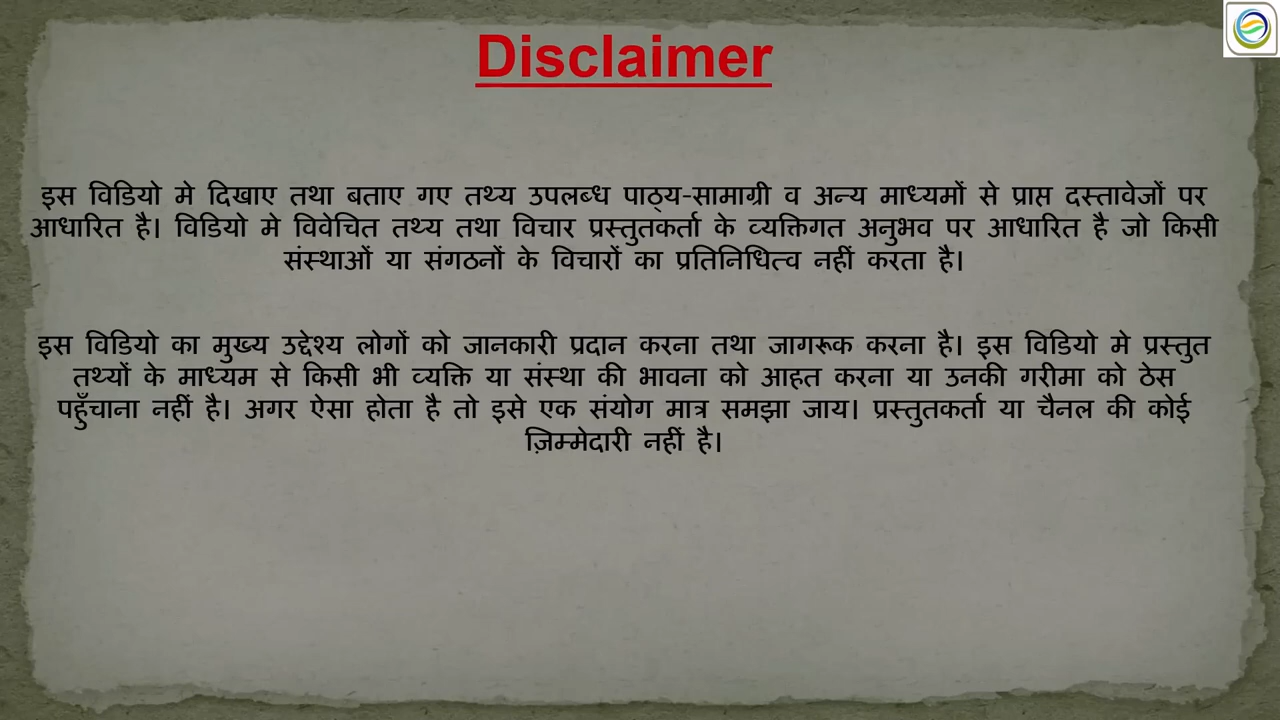 Disclaimer
इस विडियो मे दिखाए तथा बताए गए तथ्य उपलब्ध पाठ्य-सामाग्री व अन्य माध्यमों से प्राप्त दस्तावेजों पर
आधारित है। विडियो मे विवेचित तथ्य तथा विचार प्रस्तुतकर्ता के व्यक्तिगत अनुभव पर आधारित है जो किसी
संस्थाओं या संगठनों के विचारों का प्रतिनिधित्व नहीं करता है।
इस विडियो का मुख्य उद्देश्य लोगों को जानकारी प्रदान करना तथा जागरूक करना है। इस विडियो मे प्रस्तुत
तथ्यों के माध्यम से किसी भी व्यक्ति या संस्था की भावना को आहत करना या उनकी गरीमा को ठेस
पहुँचाना नहीं है। अगर ऐसा होता है तो इसे एक संयोग मात्र समझा जाय। प्रस्तुतकर्ता या चैनल की कोई
ज़िम्मेदारी नहीं है।